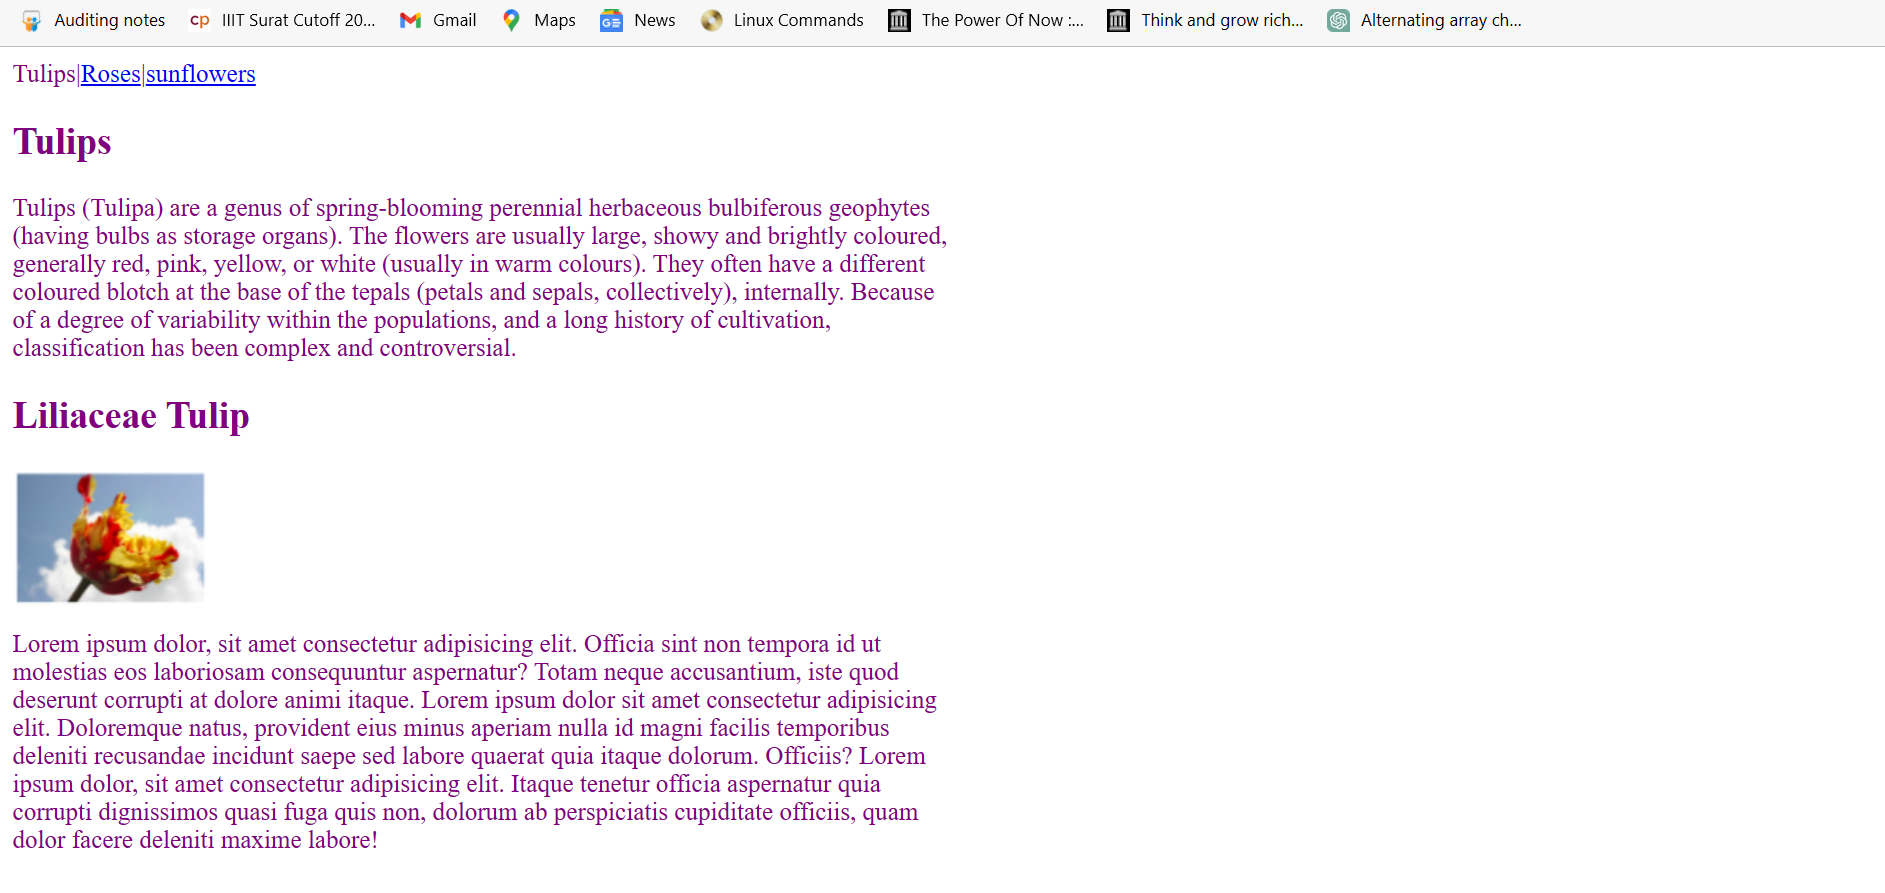 Auditing notes cp IIIT Surat Cutoff 20... Gmail Maps GE News Linux Commands The Power Of Now :... Think and grow rich... Alternating array ch...
Tulips|Roses|sunflowers
Tulips
Tulips (Tulipa) are a genus of spring-blooming perennial herbaceous bulbiferous geophytes
(having bulbs as storage organs). The flowers are usually large, showy and brightly coloured,
generally red, pink, yellow, or white (usually in warm colours). They often have a different
coloured blotch at the base of the tepals (petals and sepals, collectively), internally. Because
of a degree of variability within the populations, and a long history of cultivation,
classification has been complex and controversial.
Liliaceae Tulip
Lorem ipsum dolor, sit amet consectetur adipisicing elit. Officia sint non tempora id ut
molestias eos laboriosam consequuntur aspernatur? Totam neque accusantium, iste quod
deserunt corrupti at dolore animi itaque. Lorem ipsum dolor sit amet consectetur adipisicing
elit. Doloremque natus, provident eius minus aperiam nulla id magni facilis temporibus
deleniti recusandae incidunt saepe sed labore quaerat quia itaque dolorum. Officiis? Lorem
ipsum dolor, sit amet consectetur adipisicing elit. Itaque tenetur officia aspernatur quia
corrupti dignissimos quasi fuga quis non, dolorum ab perspiciatis cupiditate officiis, quam
dolor facere deleniti maxime labore!